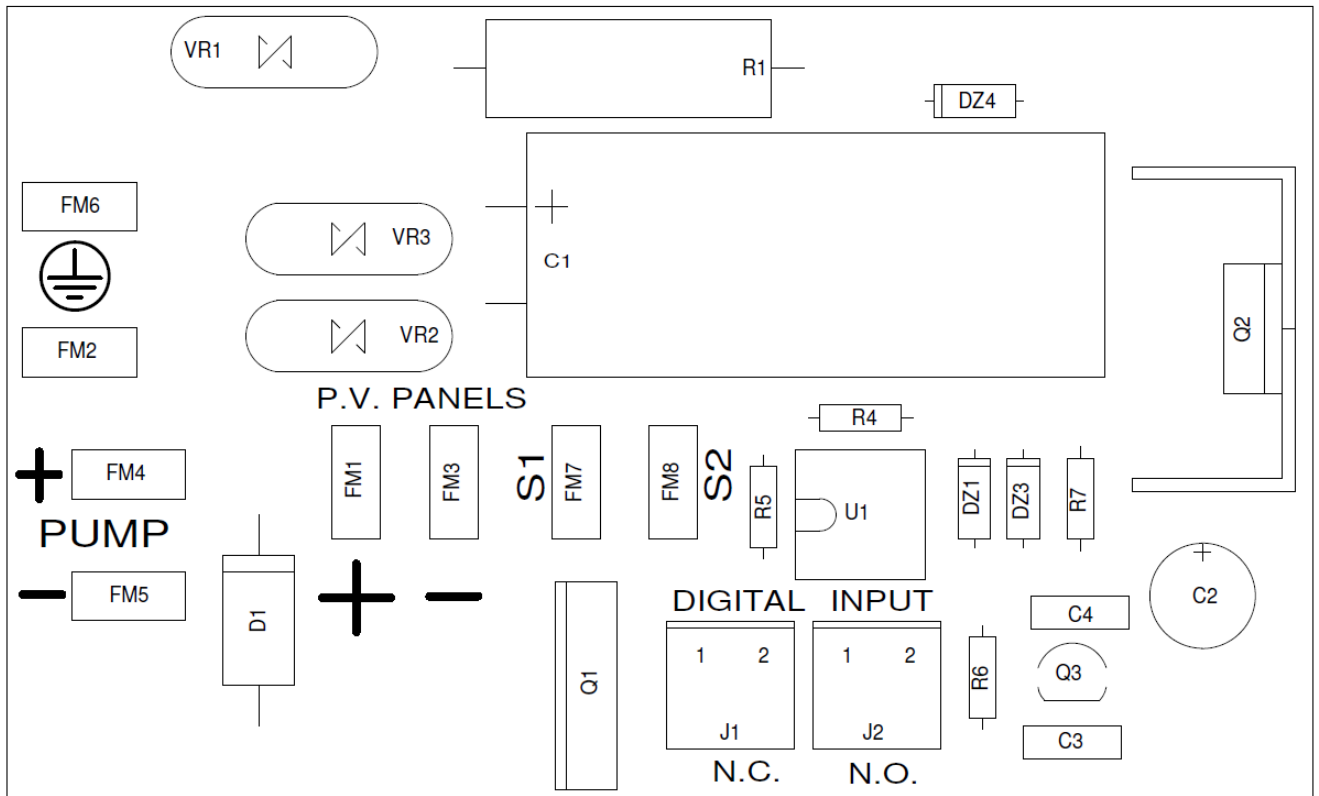 VR1
R1
DZ4
FM6
VR3
C1
FM2
VR2
Q2
P.V. PANELS
R4
FM4
FM1
FM3
S1
FM7
FM8
S2
R5
U1
DZ1
DZ3
R7
PUMP
FM5
D1
DIGITAL INPUT
C4
C2
Q1
1 2
J1
1 2
J2
R6
Q3
C3
N.C.
N.O.